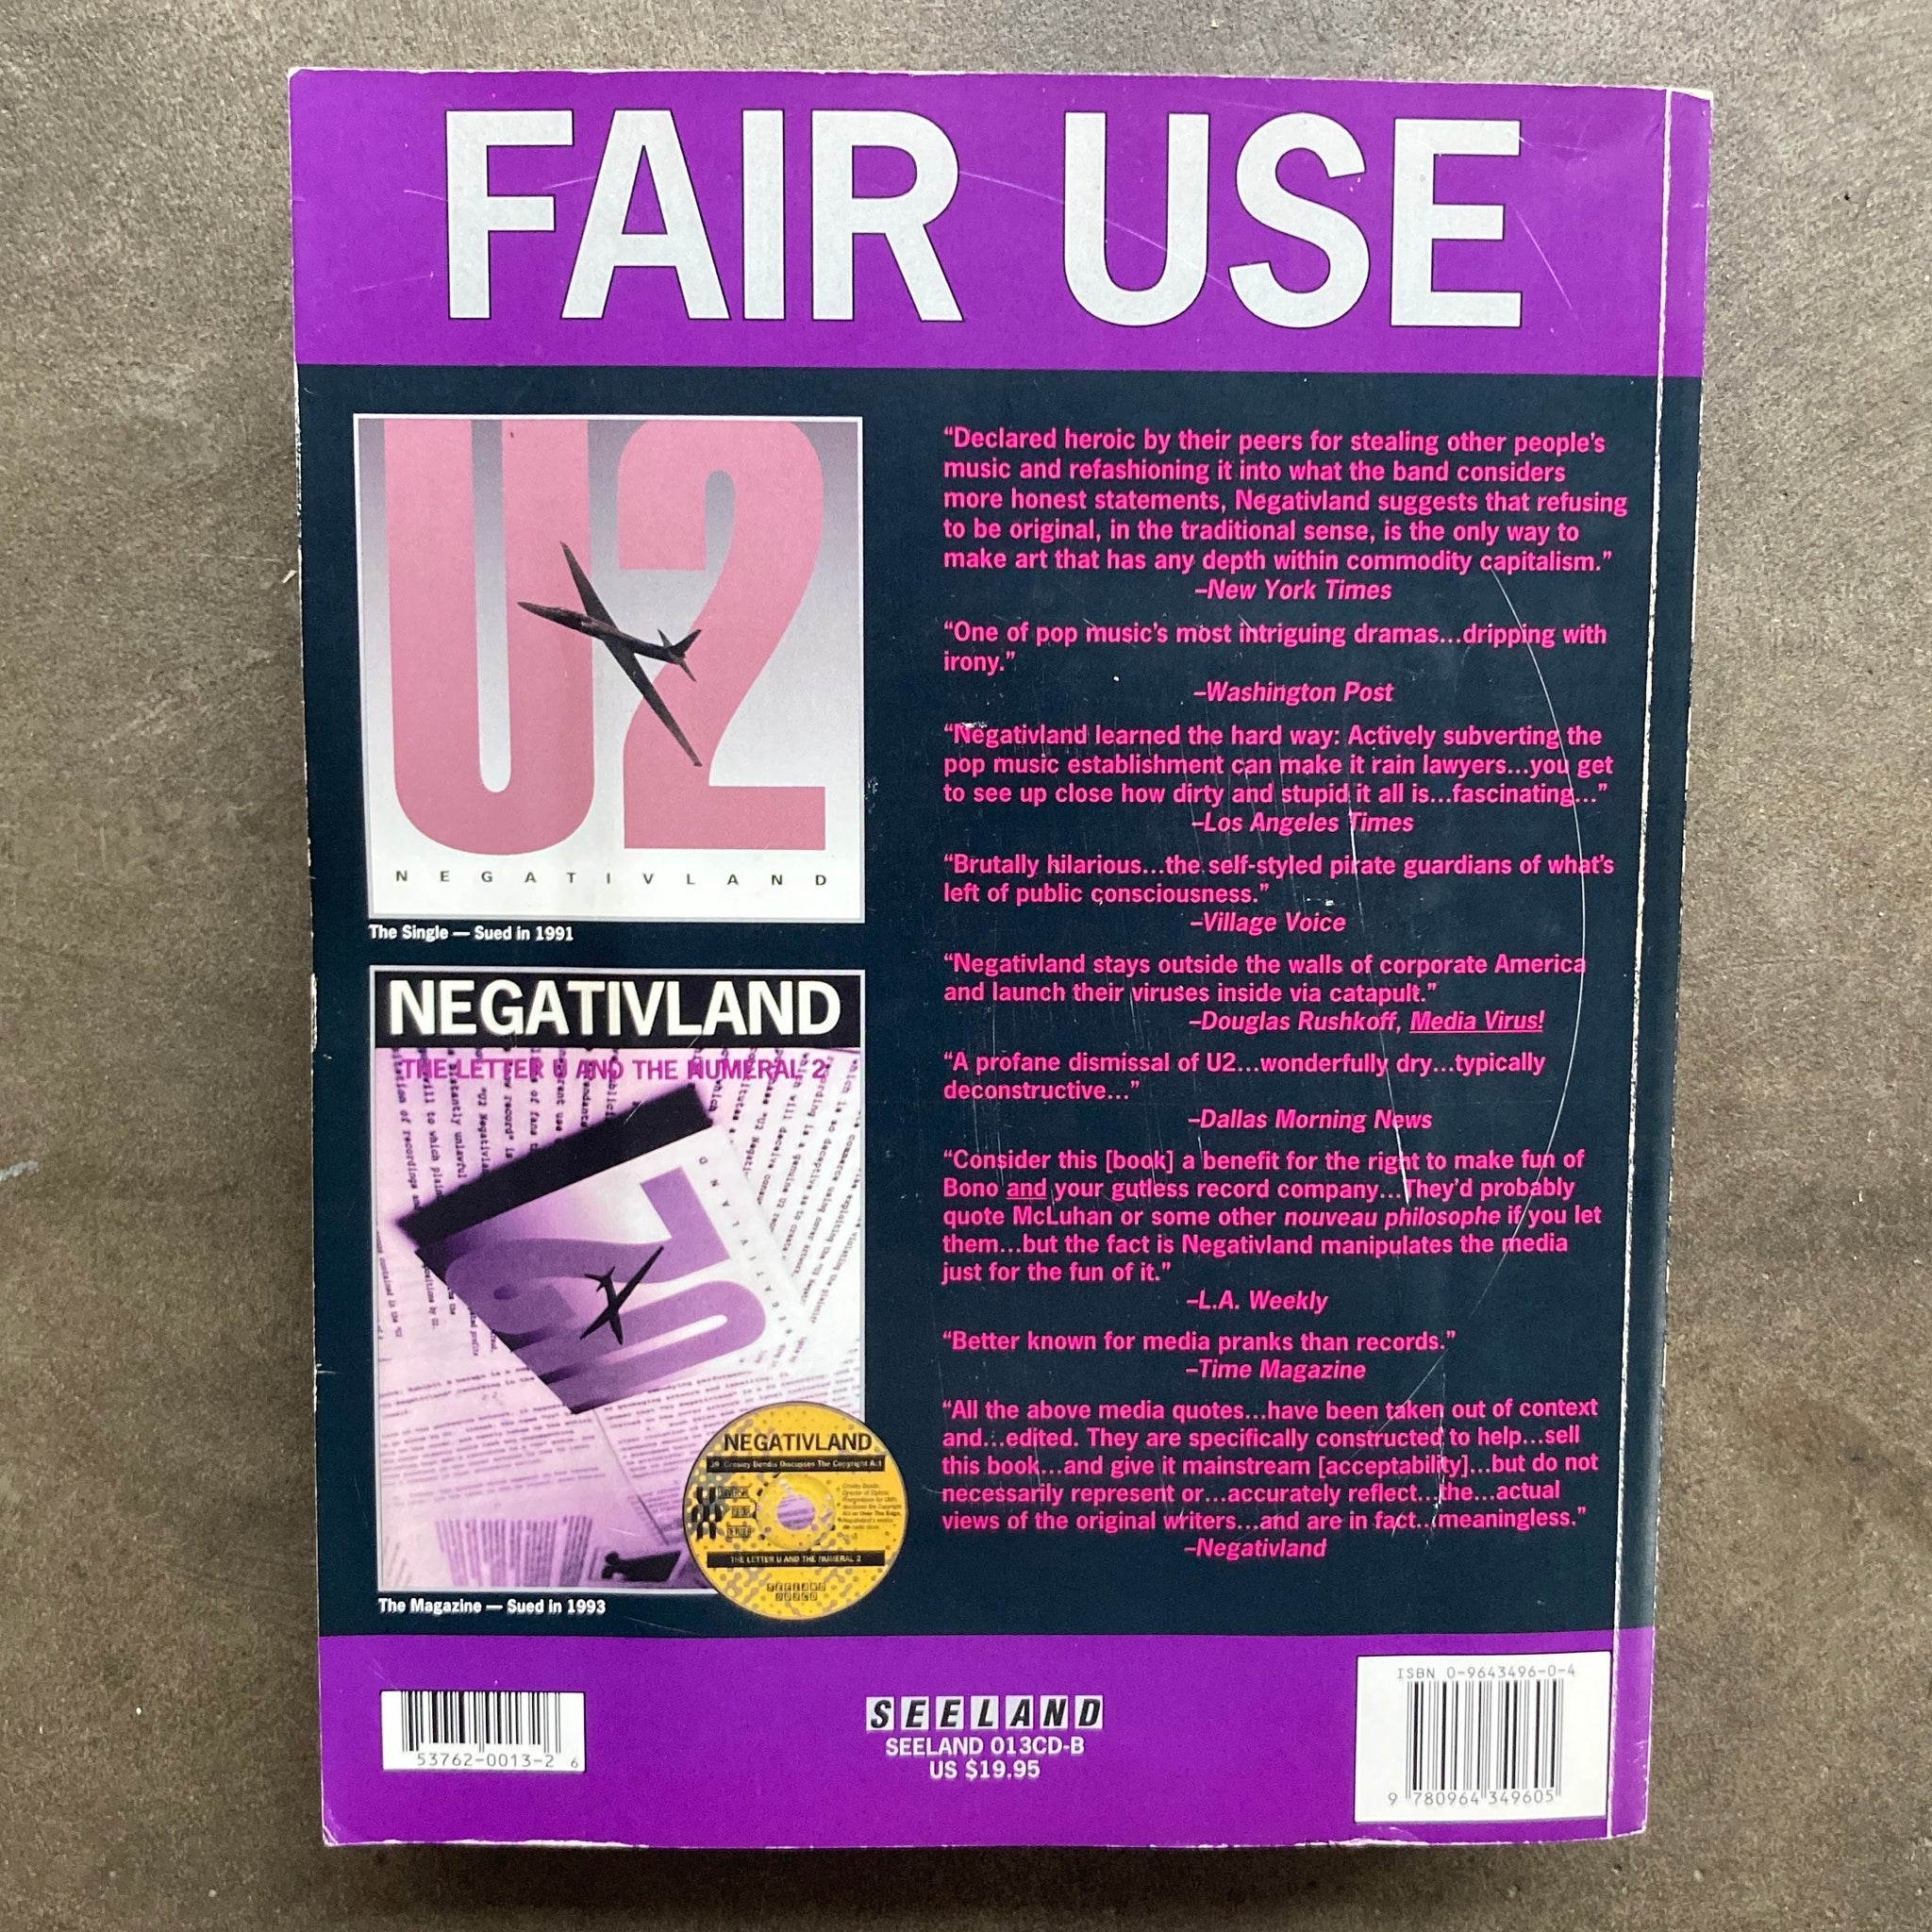 FAIR USE
U2
NEGATIVLAND
The Single — Sued in 1991
NEGATIVLAND
THE LETTER U AND THE NUMERAL 2
U2
NEGATIVLAND
NEGATIVLAND
THE LETTER U AND THE NUMERAL 2
SEELAND
The Magazine — Sued in 1993
“Declared heroic by their peers for stealing other people’s
music and refashioning it into what the band considers
more honest statements, Negativland suggests that refusing
to be original, in the traditional sense, is the only way to
make art that has any depth within commodity capitalism.”
–New York Times
“One of pop music’s most intriguing dramas...dripping with
irony.”
–Washington Post
“Negativland learned the hard way: Actively subverting the
pop music establishment can make it rain lawyers...you get
to see up close how dirty and stupid it all is...fascinating...”
–Los Angeles Times
“Brutally hilarious...the self-styled pirate guardians of what’s
left of public consciousness.”
–Village Voice
“Negativland stays outside the walls of corporate America
and launch their viruses inside via catapult.”
–Douglas Rushkoff, Media Virus!
“A profane dismissal of U2...wonderfully dry...typically
deconstructive...”
–Dallas Morning News
“Consider this [book] a benefit for the right to make fun of
Bono and your gutless record company...They’d probably
quote McLuhan or some other nouveau philosophe if you let
them...but the fact is Negativland manipulates the media
just for the fun of it.”
–L.A. Weekly
“Better known for media pranks than records.”
–Time Magazine
“All the above media quotes...have been taken out of context
and...edited. They are specifically constructed to help...sell
this book...and give it mainstream [acceptability]...but do not
necessarily represent or...accurately reflect...the...actual
views of the original writers...and are in fact...meaningless.”
–Negativland
53762-0013-2 6
SEELAND
SEELAND 013CD-B
US $19.95
ISBN 0-9643496-0-4
9 780964 349605